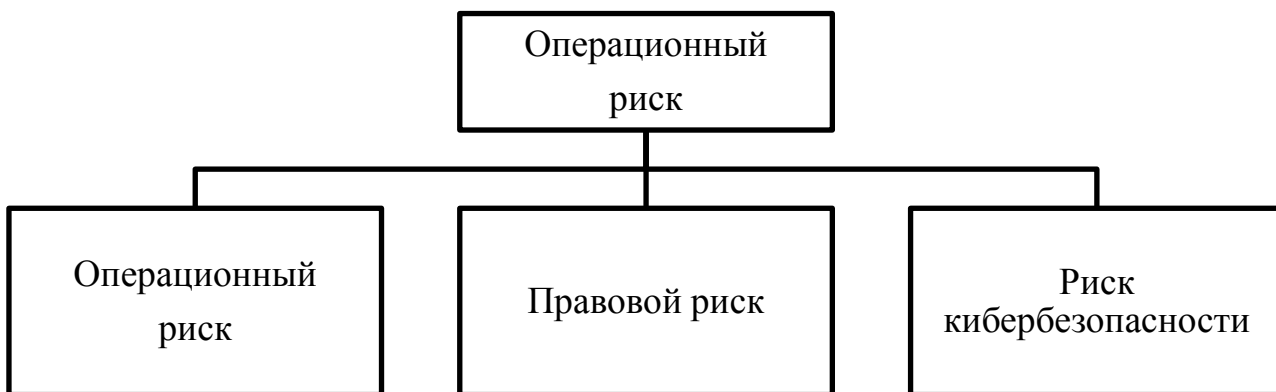 Операционный
риск
Операционный
риск
Правовой риск
Риск
кибербезопасности